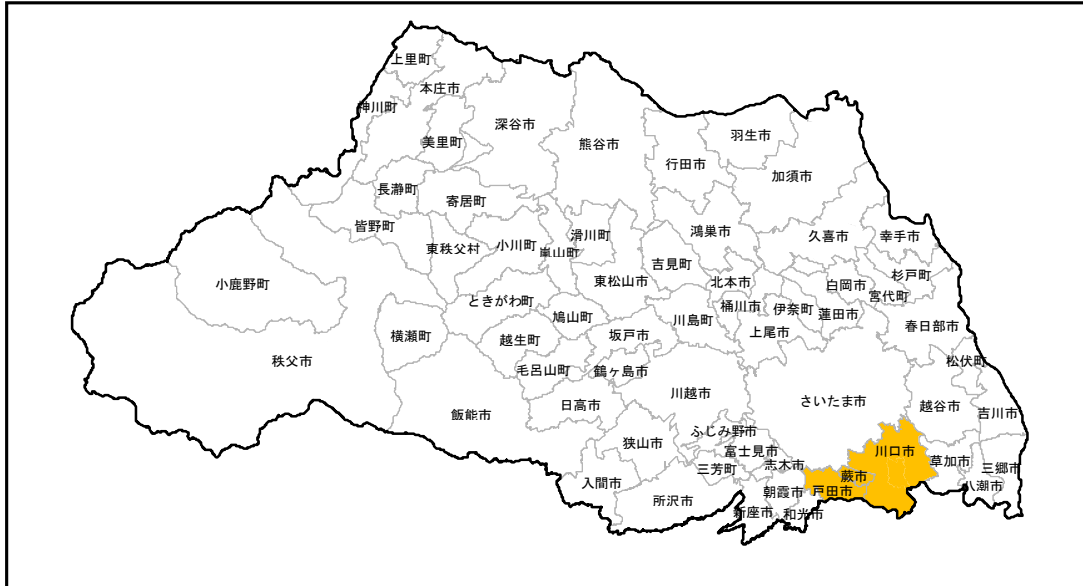 上里町
本庄市
神川町
美里町
深谷市
熊谷市
行田市
羽生市
加須市
長瀞町
寄居町
皆野町
東秩父村
小川町
嵐山町
滑川町
吉見町
鴻巣市
久喜市
幸手市
小鹿野町
東松山市
北本市
白岡市
杉戸町
宮代町
ときがわ町
鳩山町
川島町
桶川市
伊奈町
蓮田市
横瀬町
越生町
坂戸市
上尾市
春日部市
秩父市
毛呂山町
鶴ヶ島市
松伏町
川越市
さいたま市
飯能市
日高市
越谷市
吉川市
狭山市
ふじみ野市
富士見市
川口市
三芳町
志木市
草加市
三郷市
入間市
蕨市
八潮市
所沢市
朝霞市
戸田市
新座市
和光市